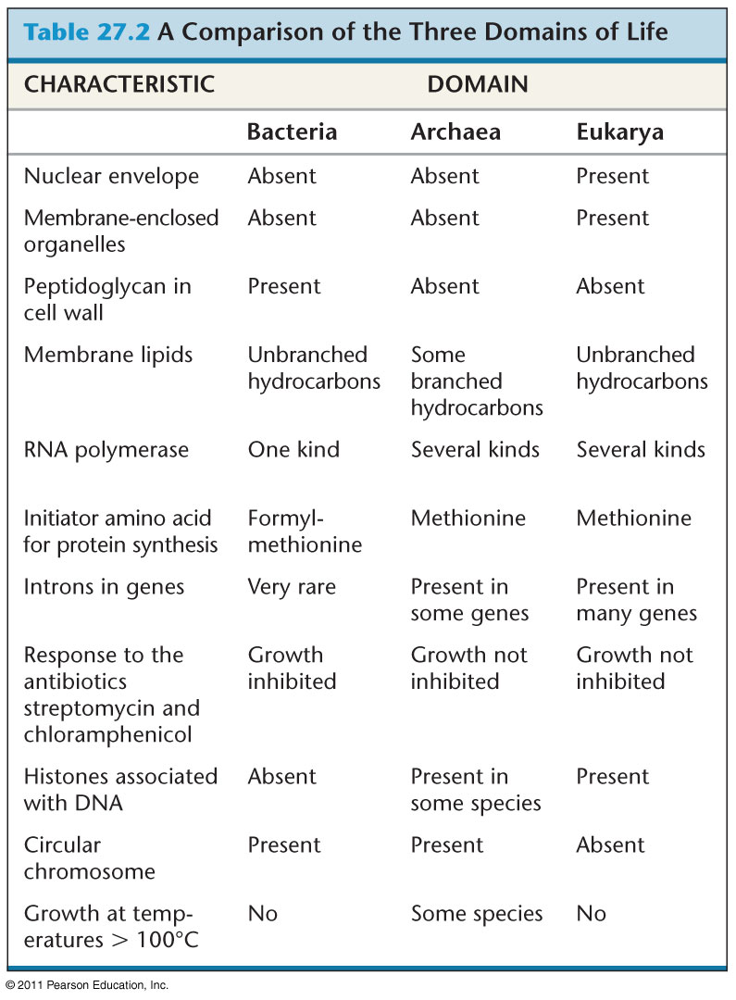 Table 27.2 A Comparison of the Three Domains of Life
CHARACTERISTIC DOMAIN
Bacteria Archaea Eukarya
Nuclear envelope Absent Absent Present
Membrane-enclosed Absent Absent Present
organelles
Peptidoglycan in Present Absent Absent
cell wall
Membrane lipids Unbranched Some Unbranched
hydrocarbons branched hydrocarbons
hydrocarbons
RNA polymerase One kind Several kinds Several kinds
Initiator amino acid Formyl- Methionine Methionine
for protein synthesis methionine
Introns in genes Very rare Present in Present in
some genes many genes
Response to the Growth Growth not Growth not
antibiotics inhibited inhibited inhibited
streptomycin and
chloramphenicol
Histones associated Absent Present in Present
with DNA some species
Circular Present Present Absent
chromosome
Growth at temp- No Some species No
eratures > 100°C
© 2011 Pearson Education, Inc.